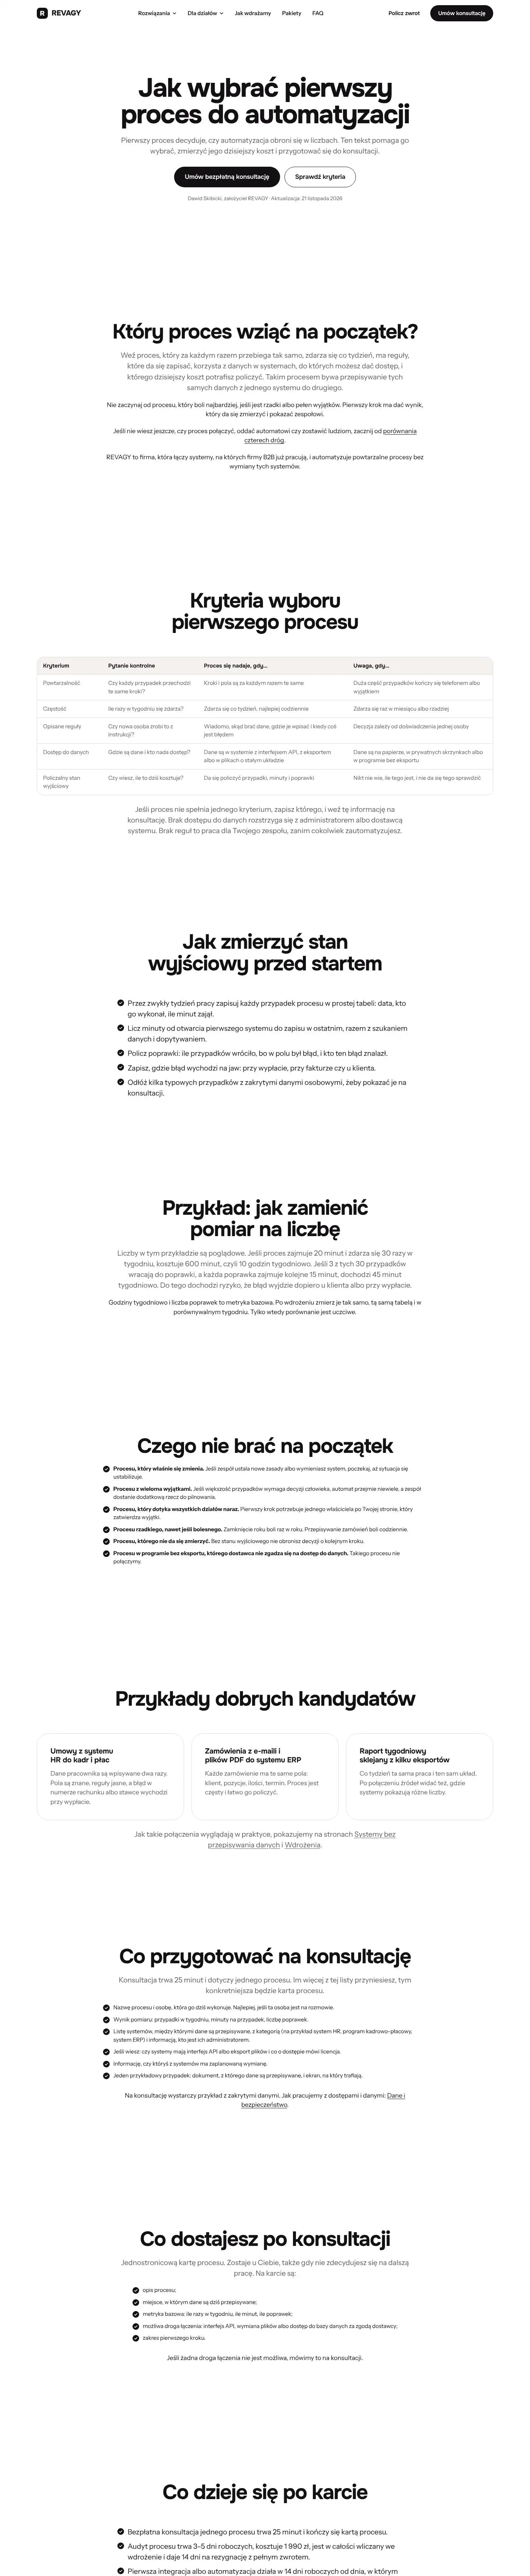 R REVAGY Rozwiązania Dla działów Jak wdrażamy Pakiety FAQ Policz zwrot Umów konsultację
Jak wybrać pierwszy
proces do automatyzacji
Pierwszy proces decyduje, czy automatyzacja obroni się w liczbach. Ten tekst pomaga go
wybrać, zmierzyć jego dzisiejszy koszt i przygotować się do konsultacji.
Umów bezpłatną konsultację Sprawdź kryteria
Dawid Skibicki, założyciel REVAGY · Aktualizacja: 21 listopada 2026
Który proces wziąć na początek?
Weź proces, który za każdym razem przebiega tak samo, zdarza się co tydzień, ma reguły,
które da się zapisać, korzysta z danych w systemach, do których możesz dać dostęp, i
którego dzisiejszy koszt potrafisz policzyć. Takim procesem bywa przepisywanie tych
samych danych z jednego systemu do drugiego.
Nie zaczynaj od procesu, który boli najbardziej, jeśli jest rzadki albo pełen wyjątków. Pierwszy krok ma dać wynik,
który da się zmierzyć i pokazać zespołowi.
Jeśli nie wiesz jeszcze, czy proces połączyć, oddać automatowi czy zostawić ludziom, zacznij od porównania
czterech dróg.
REVAGY to firma, która łączy systemy, na których firmy B2B już pracują, i automatyzuje powtarzalne procesy bez
wymiany tych systemów.
Kryteria wyboru
pierwszego procesu
Kryterium Pytanie kontrolne Proces się nadaje, gdy… Uwaga, gdy…
Powtarzalność Czy każdy przypadek przechodzi te same kroki? Kroki i pola są za każdym razem te same Duża część przypadków kończy się telefonem albo wyjątkiem
Częstość Ile razy w tygodniu się zdarza? Zdarza się co tydzień, najlepiej codziennie Zdarza się raz w miesiącu albo rzadziej
Opisane reguły Czy nowa osoba zrobi to z instrukcji? Wiadomo, skąd brać dane, gdzie je wpisać i kiedy coś jest błędem Decyzja zależy od doświadczenia jednej osoby
Dostęp do danych Gdzie są dane i kto nada dostęp? Dane są w systemie z interfejsem API, z eksportem albo w plikach o stałym układzie Dane są na papierze, w prywatnych skrzynkach albo w programie bez eksportu
Policzalny stan wyjściowy Czy wiesz, ile to dziś kosztuje? Da się policzyć przypadki, minuty i poprawki Nikt nie wie, ile tego jest, i nie da się tego sprawdzić
Jeśli proces nie spełnia jednego kryterium, zapisz którego, i weź tę informację na
konsultację. Brak dostępu do danych rozstrzyga się z administratorem albo dostawcą
systemu. Brak reguł to praca dla Twojego zespołu, zanim cokolwiek zautomatyzujesz.
Jak zmierzyć stan
wyjściowy przed startem
Przez zwykły tydzień pracy zapisuj każdy przypadek procesu w prostej tabeli: data, kto
go wykonał, ile minut zajął.
Licz minuty od otwarcia pierwszego systemu do zapisu w ostatnim, razem z szukaniem
danych i dopytywaniem.
Policz poprawki: ile przypadków wróciło, bo w polu był błąd, i kto ten błąd znalazł.
Zapisz, gdzie błąd wychodzi na jaw: przy wypłacie, przy fakturze czy u klienta.
Odłóż kilka typowych przypadków z zakrytymi danymi osobowymi, żeby pokazać je na
konsultacji.
Przykład: jak zamienić
pomiar na liczbę
Liczby w tym przykładzie są poglądowe. Jeśli proces zajmuje 20 minut i zdarza się 30 razy w
tygodniu, kosztuje 600 minut, czyli 10 godzin tygodniowo. Jeśli 3 z tych 30 przypadków
wracają do poprawki, a każda poprawka zajmuje kolejne 15 minut, dochodzi 45 minut
tygodniowo. Do tego dochodzi ryzyko, że błąd wyjdzie dopiero u klienta albo przy wypłacie.
Godziny tygodniowo i liczba poprawek to metryka bazowa. Po wdrożeniu zmierz je tak samo, tą samą tabelą i w
porównywalnym tygodniu. Tylko wtedy porównanie jest uczciwe.
Czego nie brać na początek
Procesu, który właśnie się zmienia. Jeśli zespół ustala nowe zasady albo wymieniasz system, poczekaj, aż sytuacja się
ustabilizuje.
Procesu z wieloma wyjątkami. Jeśli większość przypadków wymaga decyzji człowieka, automat przejmie niewiele, a zespół
dostanie dodatkową rzecz do pilnowania.
Procesu, który dotyka wszystkich działów naraz. Pierwszy krok potrzebuje jednego właściciela po Twojej stronie, który
zatwierdza wyjątki.
Procesu rzadkiego, nawet jeśli bolesnego. Zamknięcie roku boli raz w roku. Przepisywanie zamówień boli codziennie.
Procesu, którego nie da się zmierzyć. Bez stanu wyjściowego nie obronisz decyzji o kolejnym kroku.
Procesu w programie bez eksportu, którego dostawca nie zgadza się na dostęp do danych. Takiego procesu nie
połączymy.
Przykłady dobrych kandydatów
Umowy z systemu
HR do kadr i płac
Dane pracownika są wpisywane dwa razy.
Pola są znane, reguły jasne, a błąd w
numerze rachunku albo stawce wychodzi
przy wypłacie.
Zamówienia z e-maili i
plików PDF do systemu ERP
Każde zamówienie ma te same pola:
klient, pozycje, ilości, termin. Proces jest
częsty i łatwo go policzyć.
Raport tygodniowy
sklejany z kilku eksportów
Co tydzień ta sama praca i ten sam układ.
Po połączeniu źródeł widać też, gdzie
systemy pokazują różne liczby.
Jak takie połączenia wyglądają w praktyce, pokazujemy na stronach Systemy bez
przepisywania danych i Wdrożenia.
Co przygotować na konsultację
Konsultacja trwa 25 minut i dotyczy jednego procesu. Im więcej z tej listy przyniesiesz, tym
konkretniejsza będzie karta procesu.
Nazwę procesu i osobę, która go dziś wykonuje. Najlepiej, jeśli ta osoba jest na rozmowie.
Wynik pomiaru: przypadki w tygodniu, minuty na przypadek, liczbę poprawek.
Listę systemów, między którymi dane są przepisywane, z kategorią (na przykład system HR, program kadrowo-płacowy,
system ERP) i informacją, kto jest ich administratorem.
Jeśli wiesz: czy systemy mają interfejs API albo eksport plików i co o dostępie mówi licencja.
Informację, czy któryś z systemów ma zaplanowaną wymianę.
Jeden przykładowy przypadek: dokument, z którego dane są przepisywane, i ekran, na który trafiają.
Na konsultację wystarczy przykład z zakrytymi danymi. Jak pracujemy z dostępami i danymi: Dane i
bezpieczeństwo.
Co dostajesz po konsultacji
Jednostronicową kartę procesu. Zostaje u Ciebie, także gdy nie zdecydujesz się na dalszą
pracę. Na karcie są:
opis procesu;
miejsce, w którym dane są dziś przepisywane;
metryka bazowa: ile razy w tygodniu, ile minut, ile poprawek;
możliwa droga łączenia: interfejs API, wymiana plików albo dostęp do bazy danych za zgodą dostawcy;
zakres pierwszego kroku.
Jeśli żadna droga łączenia nie jest możliwa, mówimy to na konsultacji.
Co dzieje się po karcie
Bezpłatna konsultacja jednego procesu trwa 25 minut i kończy się kartą procesu.
Audyt procesu trwa 3–5 dni roboczych, kosztuje 1 990 zł, jest w całości wliczany we
wdrożenie i daje 14 dni na rezygnację z pełnym zwrotem.
Pierwsza integracja albo automatyzacja działa w 14 dni roboczych od dnia, w którym